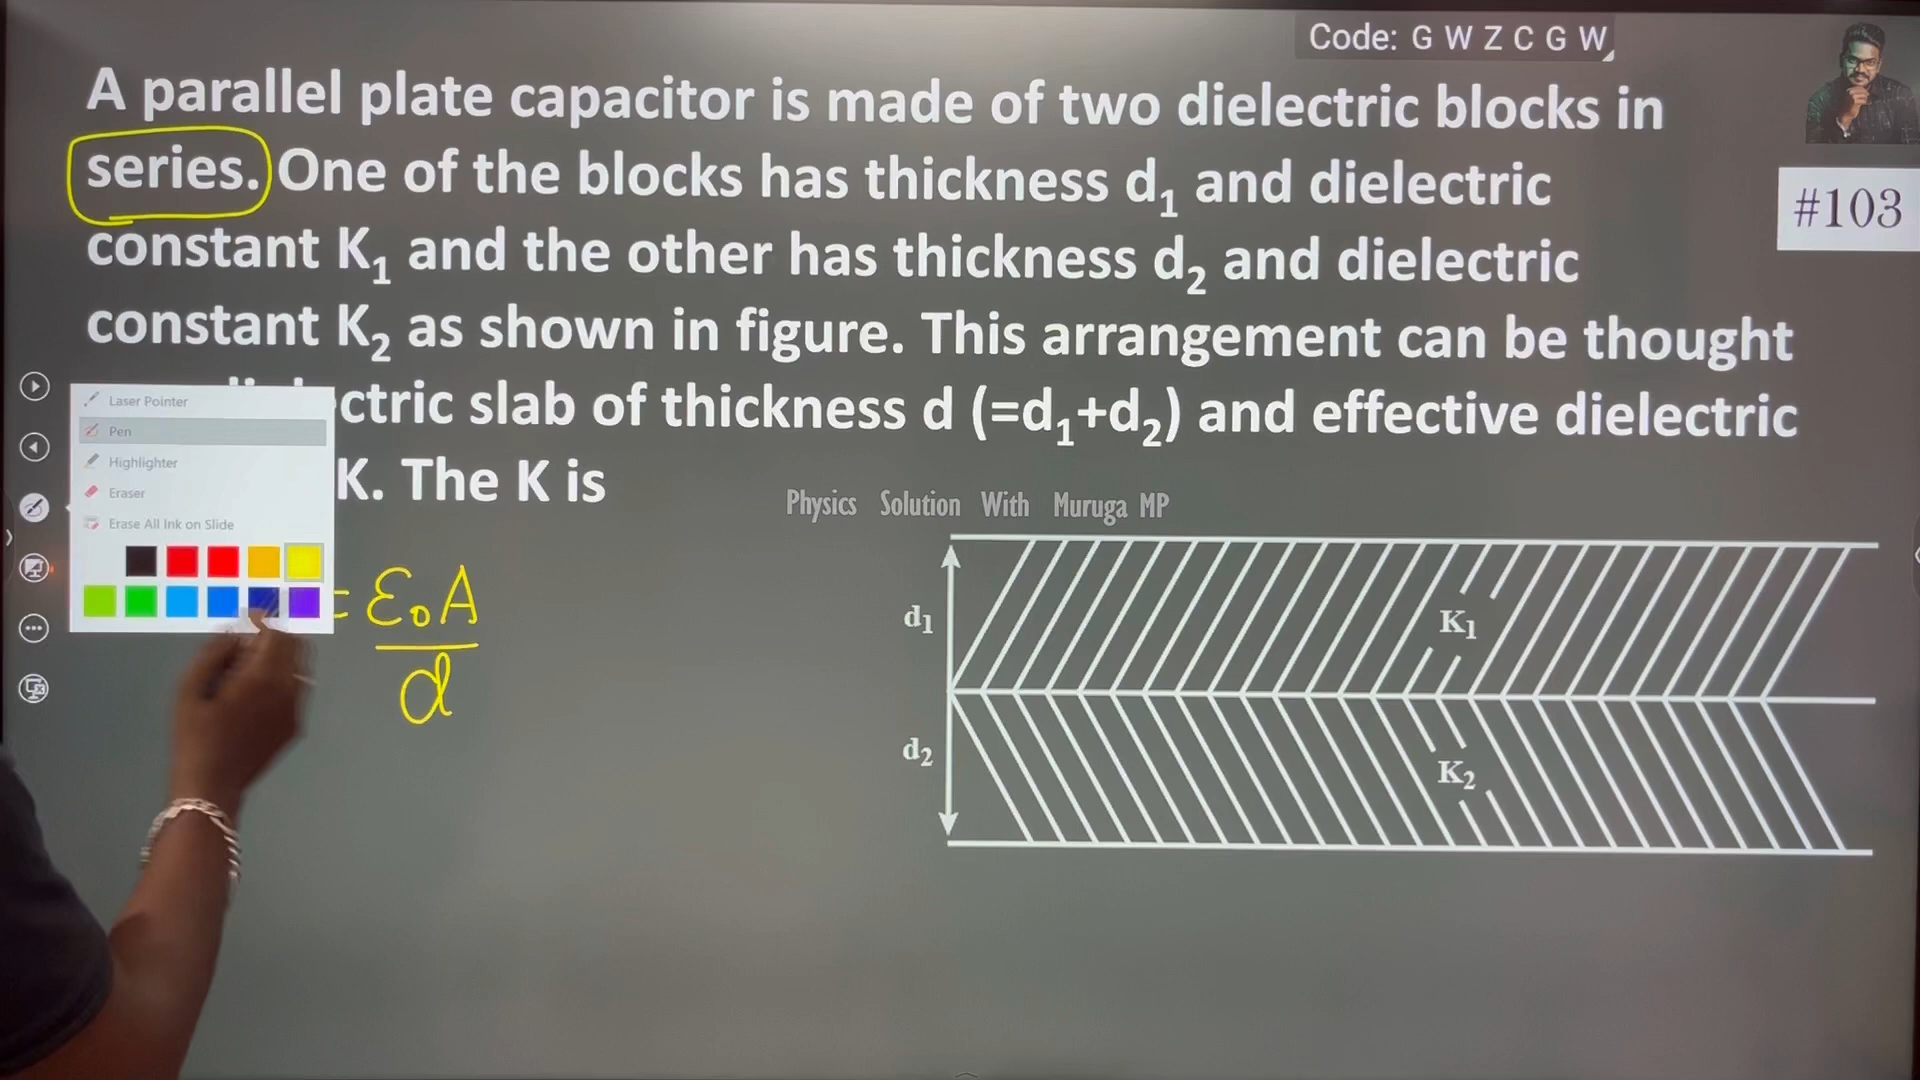 Code: G W Z C G W
A parallel plate capacitor is made of two dielectric blocks in
series. One of the blocks has thickness d₁ and dielectric
#103
constant K₁ and the other has thickness d₂ and dielectric
constant K₂ as shown in figure. This arrangement can be thought
ctric slab of thickness d (=d₁+d₂) and effective dielectric
K. The K is
Laser Pointer
Pen
Highlighter
Eraser
Erase All Ink on Slide
Physics Solution With Muruga MP
= ε₀A
d
d₁
K₁
d₂
K₂